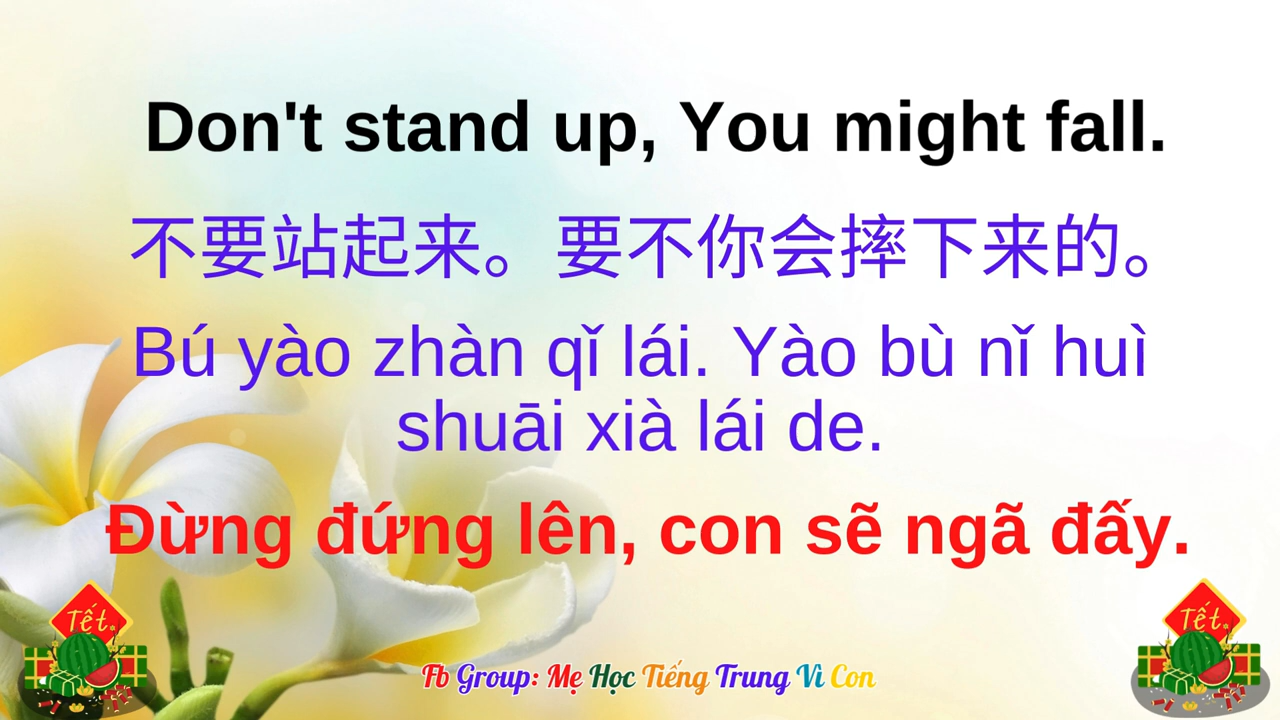 Don't stand up, You might fall.
不要站起来。要不你会摔下来的。
Bú yào zhàn qǐ lái. Yào bù nǐ huì
shuāi xià lái de.
Đừng đứng lên, con sẽ ngã đấy.
Tết
Tết
Fb Group: Mẹ Học Tiếng Trung Vì Con